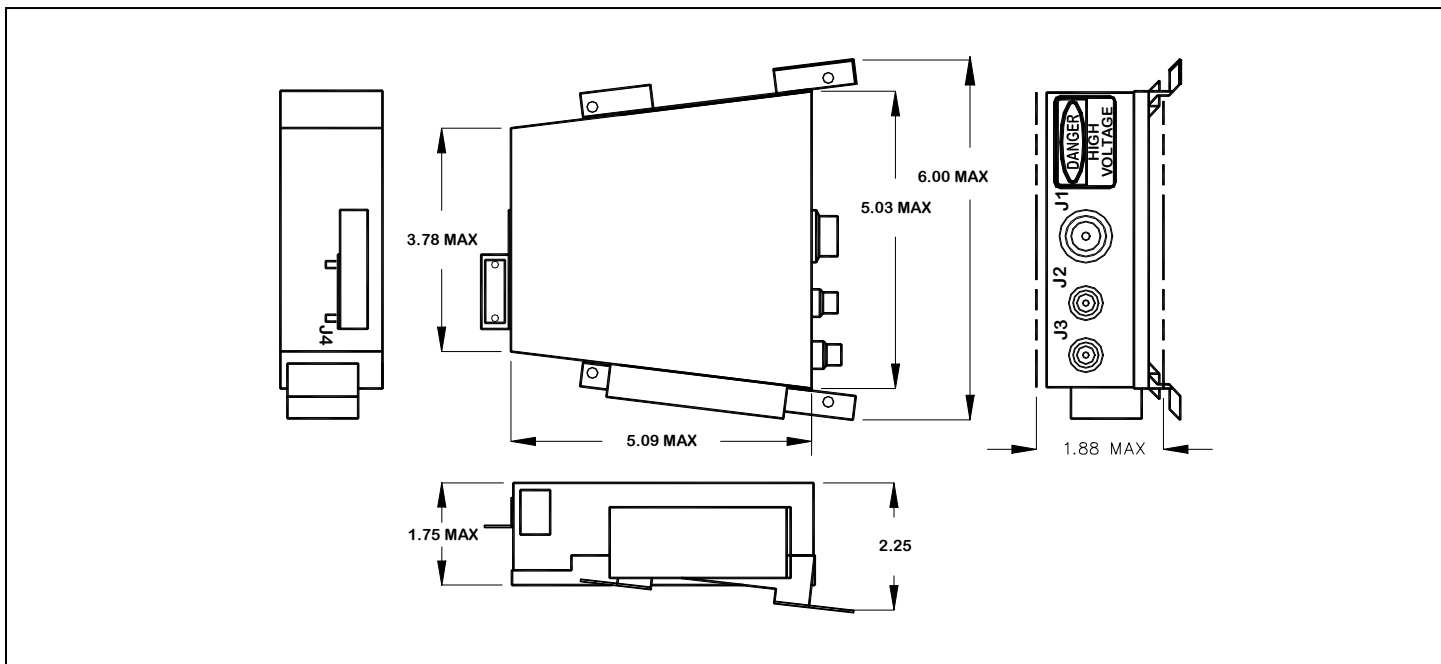 J4
3.78 MAX
6.00 MAX
5.03 MAX
5.09 MAX
DANGER
HIGH
VOLTAGE
J1
J2
J3
1.88 MAX
1.75 MAX
2.25